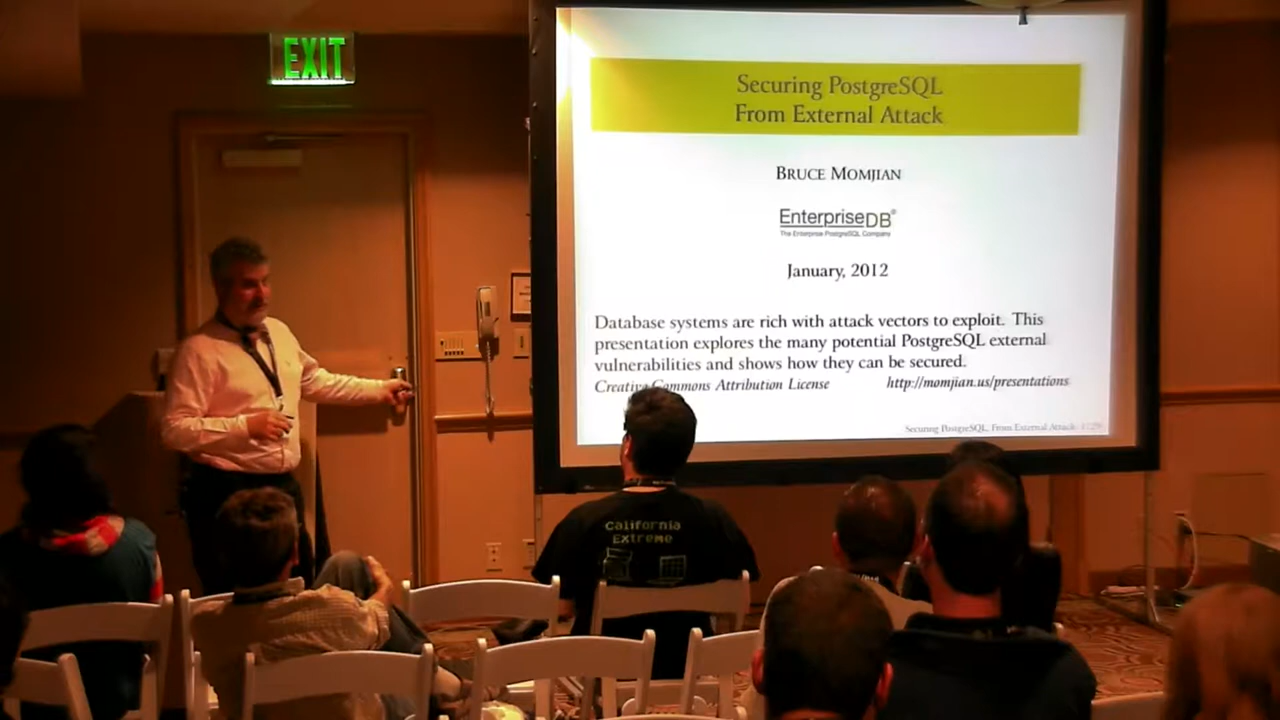 EXIT
Securing PostgreSQL
From External Attack
BRUCE MOMJIAN
EnterpriseDB®
The Enterprise PostgreSQL Company
January, 2012
Database systems are rich with attack vectors to exploit. This
presentation explores the many potential PostgreSQL external
vulnerabilities and shows how they can be secured.
Creative Commons Attribution License http://momjian.us/presentations
Securing PostgreSQL, From External Attack
California
Extreme